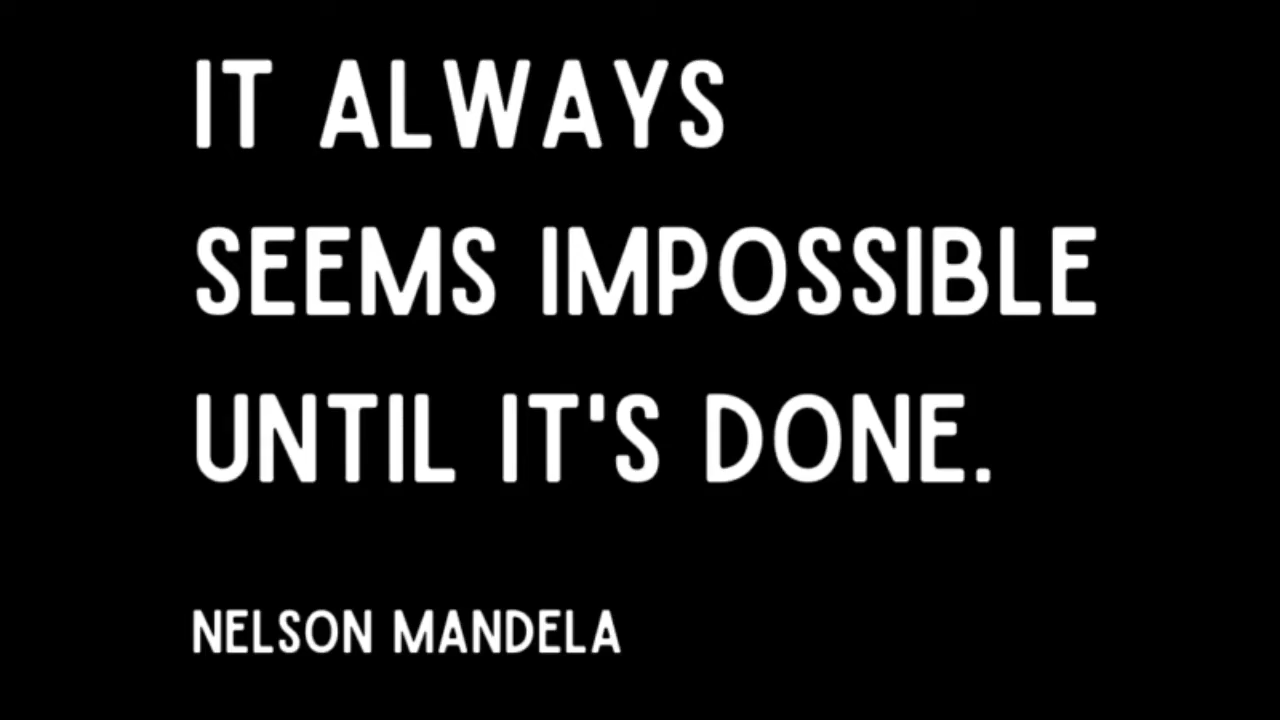 IT ALWAYS
SEEMS IMPOSSIBLE
UNTIL IT'S DONE.
NELSON MANDELA